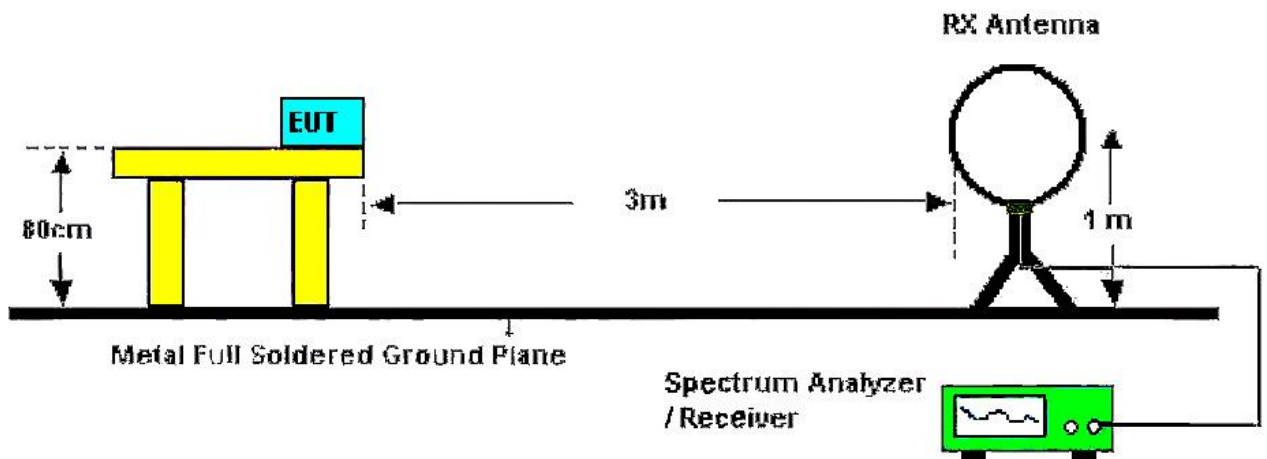 RX Antenna
EUT
80cm
3m
1 m
Metal Full Soldered Ground Plane
Spectrum Analyzer
/ Receiver